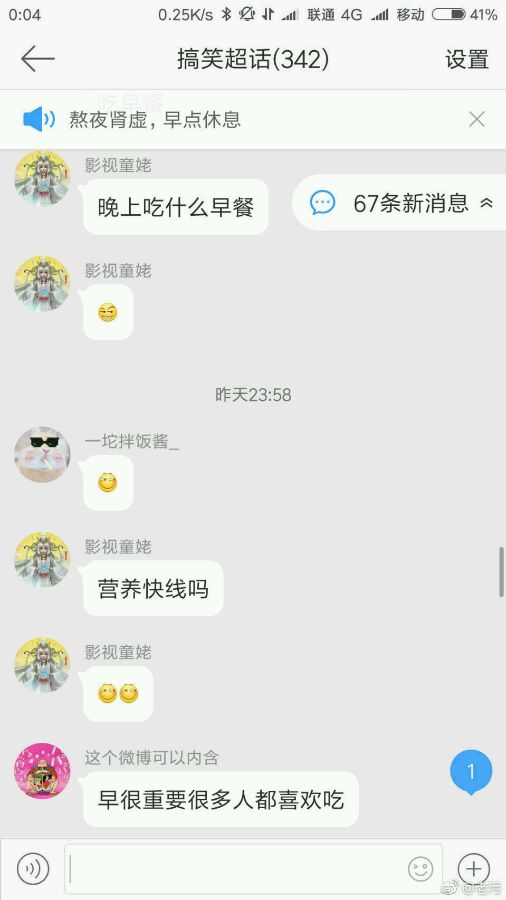 0:04 0.25K/s 联通 4G 移动 41%
搞笑超话(342) 设置
吃早餐
熬夜肾虚，早点休息
影视童姥
晚上吃什么早餐
67条新消息
影视童姥
昨天23:58
一坨拌饭酱_
影视童姥
营养快线吗
影视童姥
这个微博可以内含
早很重要很多人都喜欢吃
1
@老污